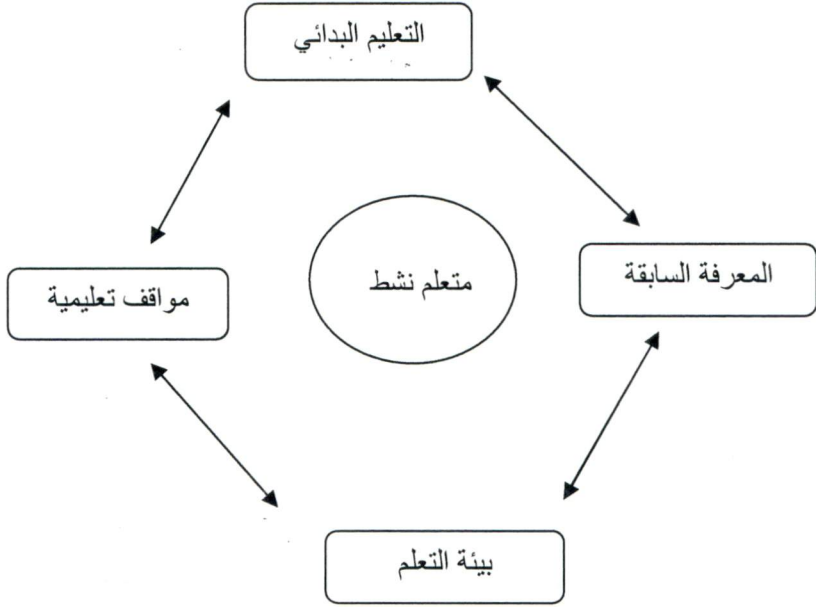 التعليم البدائي
المعرفة السابقة
متعلم نشط
مواقف تعليمية
بيئة التعلم